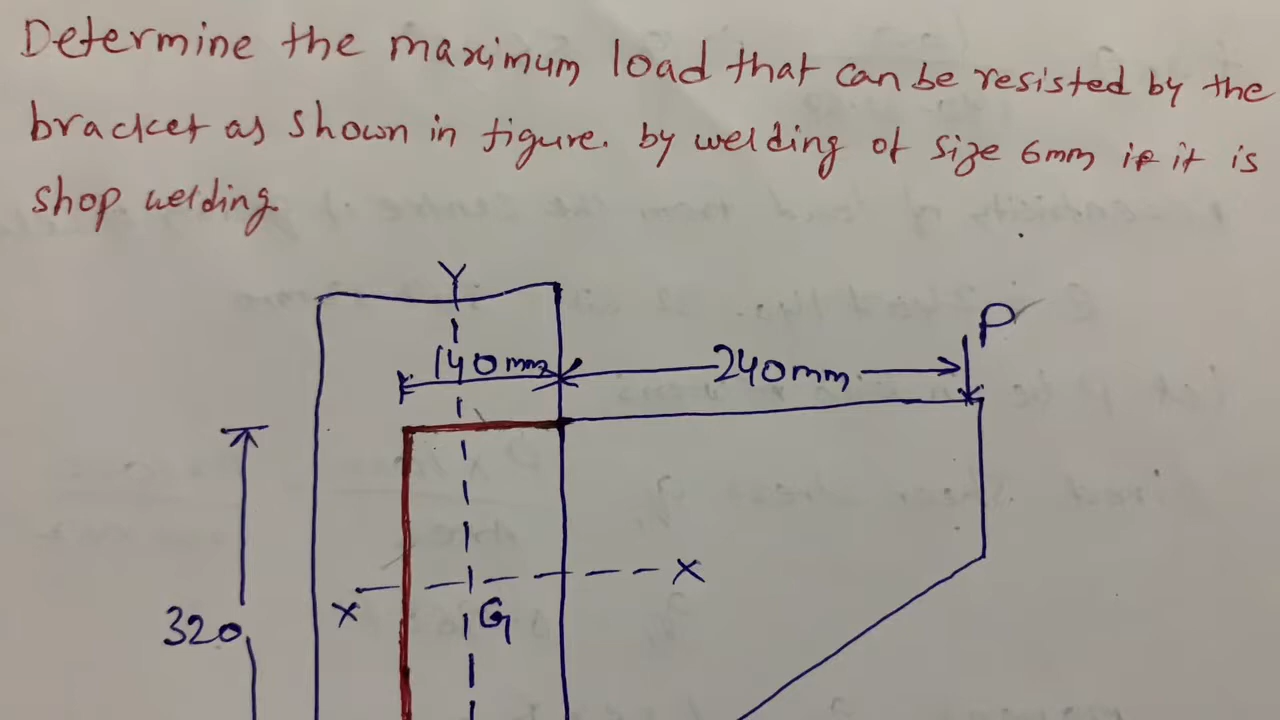 Determine the maximum load that can be resisted by the
bracket as shown in figure. by welding of size 6mm if it is
shop welding.
Y
P
140mm
240mm
X
X
G
320